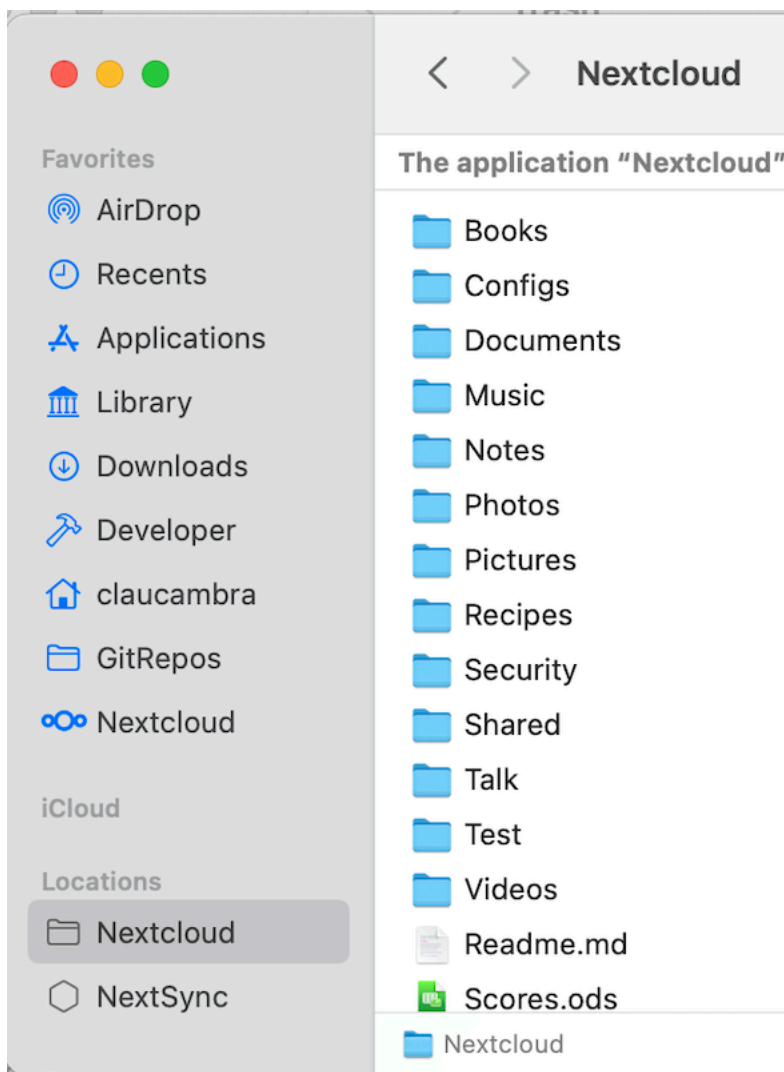 Nextcloud
Favorites
AirDrop
Recents
Applications
Library
Downloads
Developer
claucambra
GitRepos
Nextcloud
iCloud
Locations
Nextcloud
NextSync
The application “Nextcloud”
Books
Configs
Documents
Music
Notes
Photos
Pictures
Recipes
Security
Shared
Talk
Test
Videos
Readme.md
Scores.ods
Nextcloud